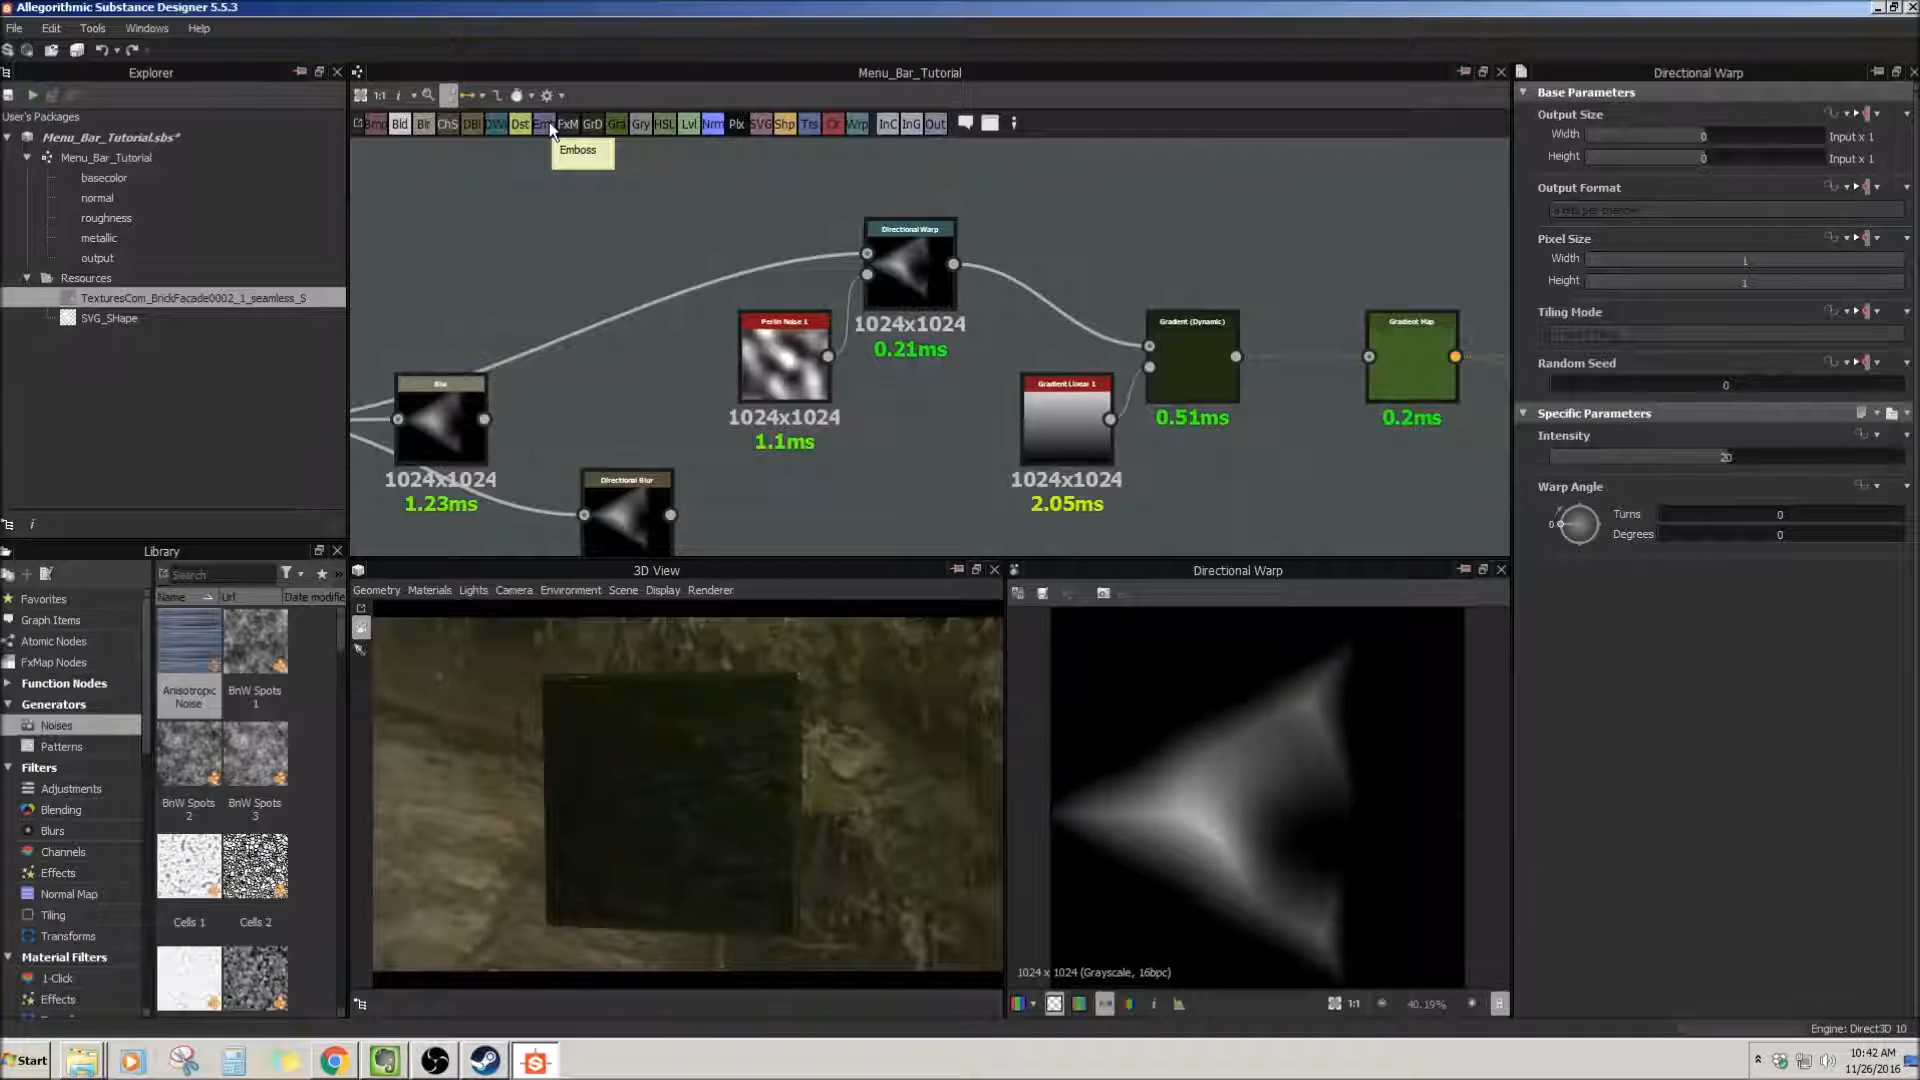 Allegorithmic Substance Designer 5.5.3
File Edit Tools Windows Help
Explorer
User's Packages
Menu_Bar_Tutorial.sbs*
Menu_Bar_Tutorial
basecolor
normal
roughness
metallic
output
Resources
TexturesCom_BrickFacade0002_1_seamless_S
SVG_SHape
Library
Search
Name Url Date modifie
Favorites
Graph Items
Atomic Nodes
FxMap Nodes
Function Nodes
Generators
Noises
Patterns
Filters
Adjustments
Blending
Blurs
Channels
Effects
Normal Map
Tiling
Transforms
Material Filters
1-Click
Effects
Anisotropic Noise
BnW Spots 1
BnW Spots 2
BnW Spots 3
Cells 1
Cells 2
Menu_Bar_Tutorial
1:1
Bmp Bld Blr ChS DBl DWr Dst Em FxM GrD Gra Gry HSL Lvl Nrm Plx SVG Shp Trs Clr Wrp InC InG Out
Emboss
Directional Warp
1024x1024
0.21ms
Perlin Noise 1
1024x1024
1.1ms
Blur
1024x1024
1.23ms
Directional Blur
Gradient Linear 1
1024x1024
2.05ms
Gradient (Dynamic)
0.51ms
Gradient Map
0.2ms
3D View
Geometry Materials Lights Camera Environment Scene Display Renderer
Directional Warp
1024 x 1024 (Grayscale, 16bpc)
1:1
40.19%
Directional Warp
Base Parameters
Output Size
Width 0 Input x 1
Height 0 Input x 1
Output Format
Pixel Size
Width 1
Height 1
Tiling Mode
Random Seed
0
Specific Parameters
Intensity
20
Warp Angle
0
Turns 0
Degrees 0
Engine: Direct3D 10
Start
10:42 AM
11/26/2016